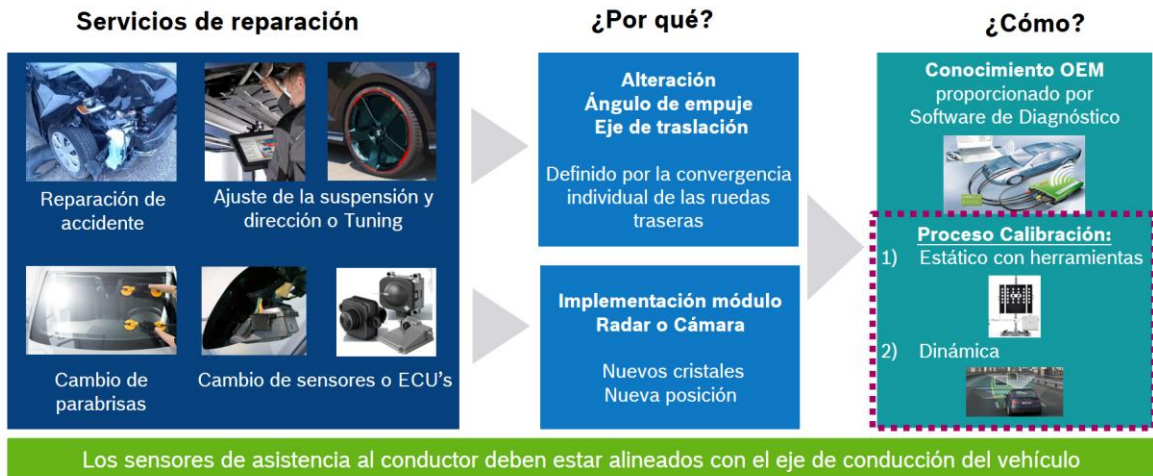 Servicios de reparación
¿Por qué?
¿Cómo?
Reparación de
accidente
Ajuste de la suspensión y
dirección o Tuning
Cambio de
parabrisas
Cambio de sensores o ECU's
Alteración
Ángulo de empuje
Eje de traslación
Definido por la convergencia
individual de las ruedas
traseras
Implementación módulo
Radar o Cámara
Nuevos cristales
Nueva posición
Conocimiento OEM
proporcionado por
Software de Diagnóstico
Proceso Calibración:
1) Estático con herramientas
2) Dinámica
Los sensores de asistencia al conductor deben estar alineados con el eje de conducción del vehículo